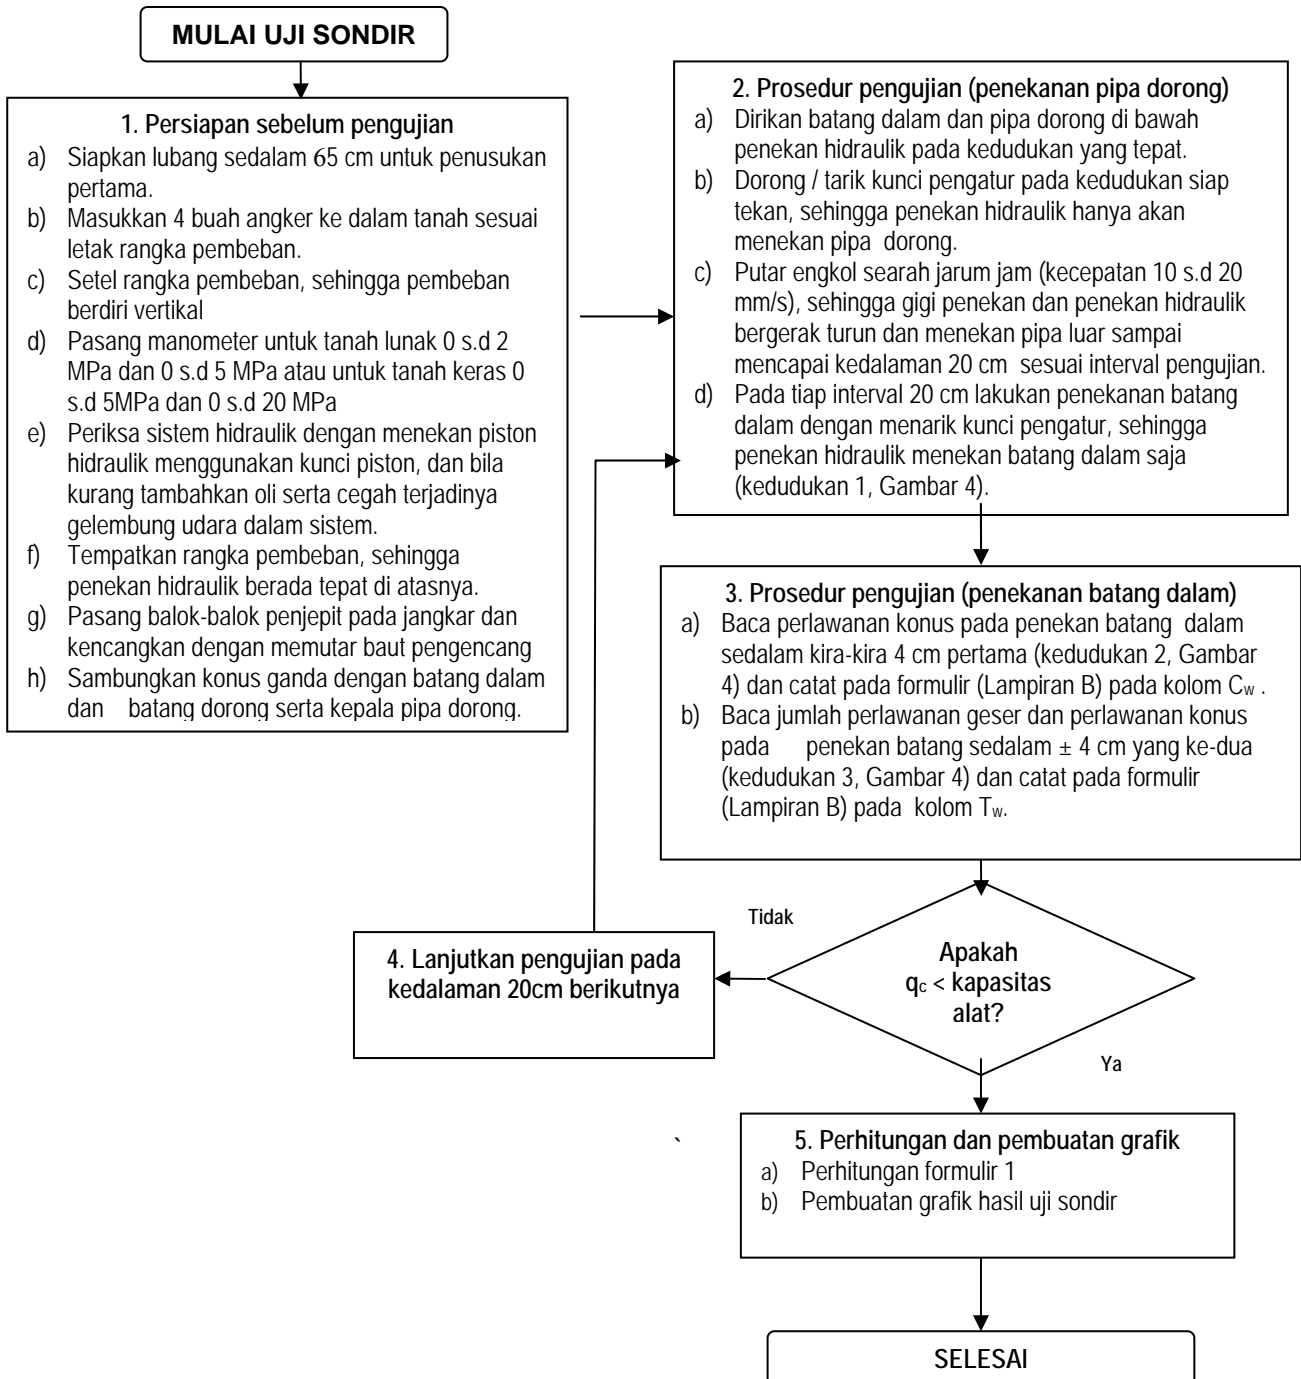 MULAI UJI SONDIR
1. Persiapan sebelum pengujian
a) Siapkan lubang sedalam 65 cm untuk penusukan
pertama.
b) Masukkan 4 buah angker ke dalam tanah sesuai
letak rangka pembeban.
c) Setel rangka pembeban, sehingga pembeban
berdiri vertikal
d) Pasang manometer untuk tanah lunak 0 s.d 2
MPa dan 0 s.d 5 MPa atau untuk tanah keras 0
s.d 5MPa dan 0 s.d 20 MPa
e) Periksa sistem hidraulik dengan menekan piston
hidraulik menggunakan kunci piston, dan bila
kurang tambahkan oli serta cegah terjadinya
gelembung udara dalam sistem.
f) Tempatkan rangka pembeban, sehingga
penekan hidraulik berada tepat di atasnya.
g) Pasang balok-balok penjepit pada jangkar dan
kencangkan dengan memutar baut pengencang
h) Sambungkan konus ganda dengan batang dalam
dan batang dorong serta kepala pipa dorong.
2. Prosedur pengujian (penekanan pipa dorong)
a) Dirikan batang dalam dan pipa dorong di bawah
penekan hidraulik pada kedudukan yang tepat.
b) Dorong / tarik kunci pengatur pada kedudukan siap
tekan, sehingga penekan hidraulik hanya akan
menekan pipa dorong.
c) Putar engkol searah jarum jam (kecepatan 10 s.d 20
mm/s), sehingga gigi penekan dan penekan hidraulik
bergerak turun dan menekan pipa luar sampai
mencapai kedalaman 20 cm sesuai interval pengujian.
d) Pada tiap interval 20 cm lakukan penekanan batang
dalam dengan menarik kunci pengatur, sehingga
penekan hidraulik menekan batang dalam saja
(kedudukan 1, Gambar 4).
3. Prosedur pengujian (penekanan batang dalam)
a) Baca perlawanan konus pada penekan batang dalam
sedalam kira-kira 4 cm pertama (kedudukan 2, Gambar
4) dan catat pada formulir (Lampiran B) pada kolom Cw .
b) Baca jumlah perlawanan geser dan perlawanan konus
pada penekan batang sedalam ± 4 cm yang ke-dua
(kedudukan 3, Gambar 4) dan catat pada formulir
(Lampiran B) pada kolom Tw.
Tidak
Apakah
qc < kapasitas
alat?
Ya
4. Lanjutkan pengujian pada
kedalaman 20cm berikutnya
`
5. Perhitungan dan pembuatan grafik
a) Perhitungan formulir 1
b) Pembuatan grafik hasil uji sondir
SELESAI